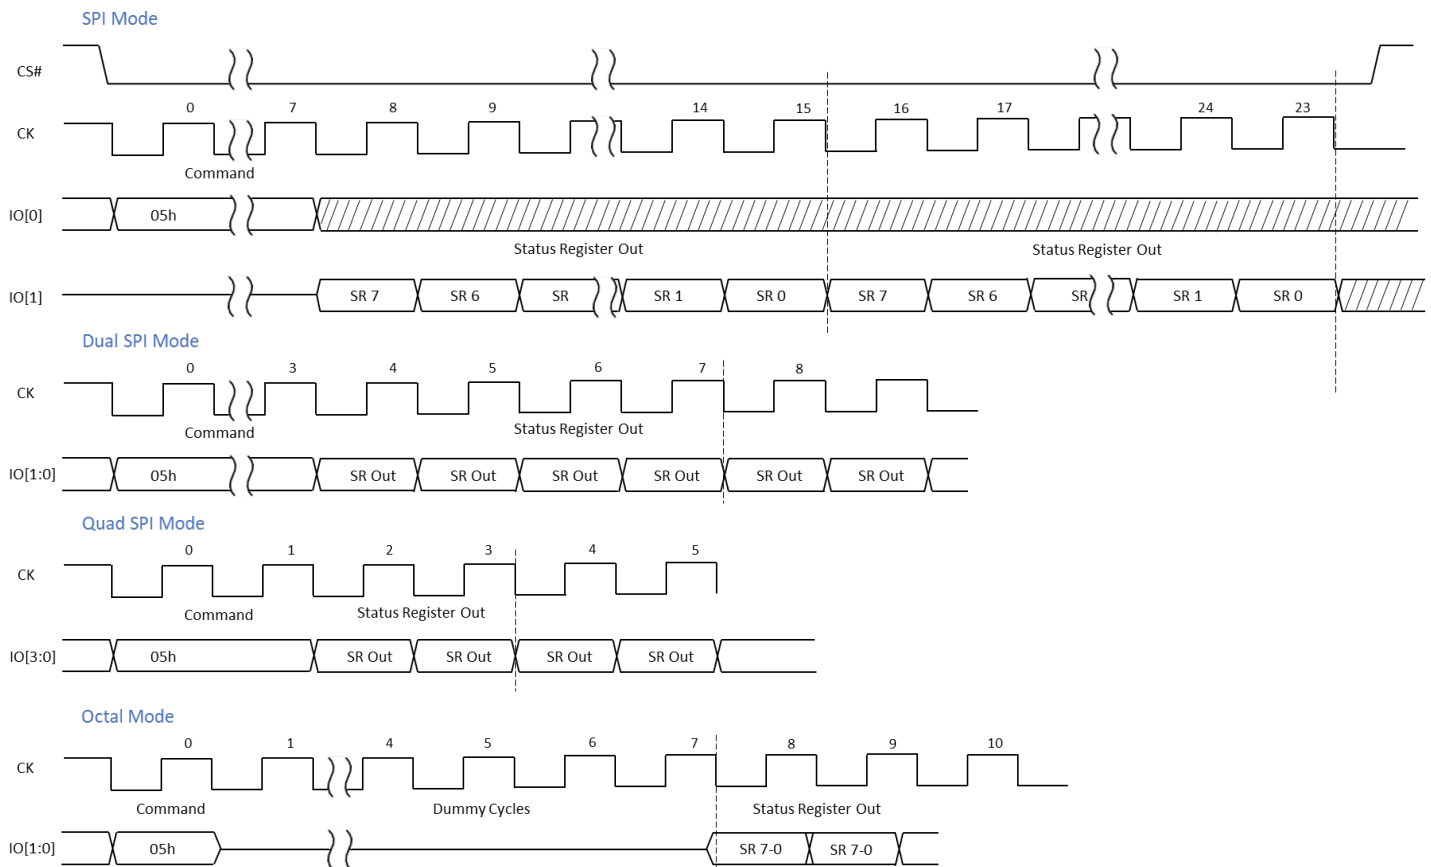 SPI Mode
CS#
0 7 8 9 14 15 16 17 24 23
CK
Command
IO[0] 05h
Status Register Out Status Register Out
IO[1] SR 7 SR 6 SR SR 1 SR 0 SR 7 SR 6 SR SR 1 SR 0
Dual SPI Mode
0 3 4 5 6 7 8
CK
Command Status Register Out
IO[1:0] 05h SR Out SR Out SR Out SR Out SR Out SR Out
Quad SPI Mode
0 1 2 3 4 5
CK
Command Status Register Out
IO[3:0] 05h SR Out SR Out SR Out SR Out
Octal Mode
0 1 4 5 6 7 8 9 10
CK
Command Dummy Cycles Status Register Out
IO[1:0] 05h SR 7-0 SR 7-0